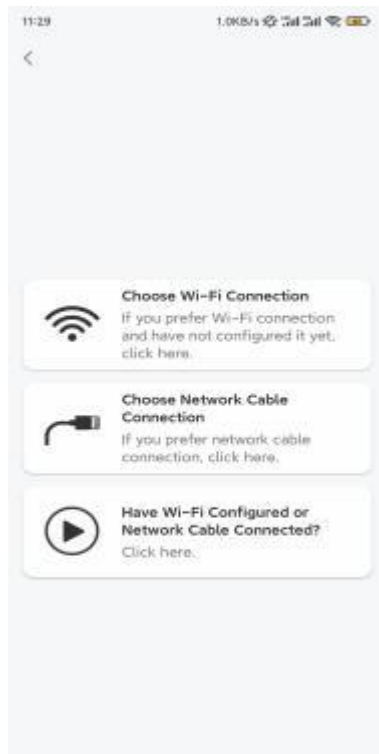 11:29
1.0KB/s
Choose Wi-Fi Connection
If you prefer Wi-Fi connection
and have not configured it yet,
click here.
Choose Network Cable
Connection
If you prefer network cable
connection, click here.
Have Wi-Fi Configured or
Network Cable Connected?
Click here.